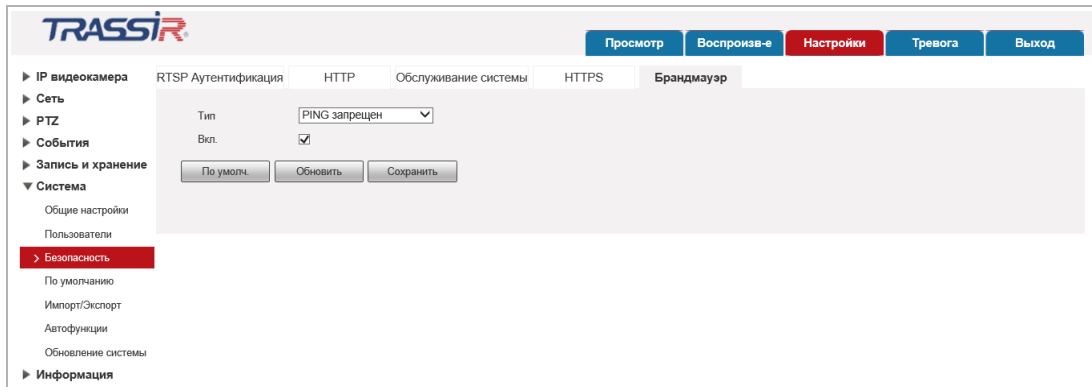 TRASSIR
Просмотр Воспроизв-е Настройки Тревога Выход
IP видеокамера
Сеть
PTZ
События
Запись и хранение
Система
Общие настройки
Пользователи
Безопасность
По умолчанию
Импорт/Экспорт
Автофункции
Обновление системы
Информация
RTSP Аутентификация HTTP Обслуживание системы HTTPS Брандмауэр
Тип PING запрещен
Вкл.
По умолч. Обновить Сохранить